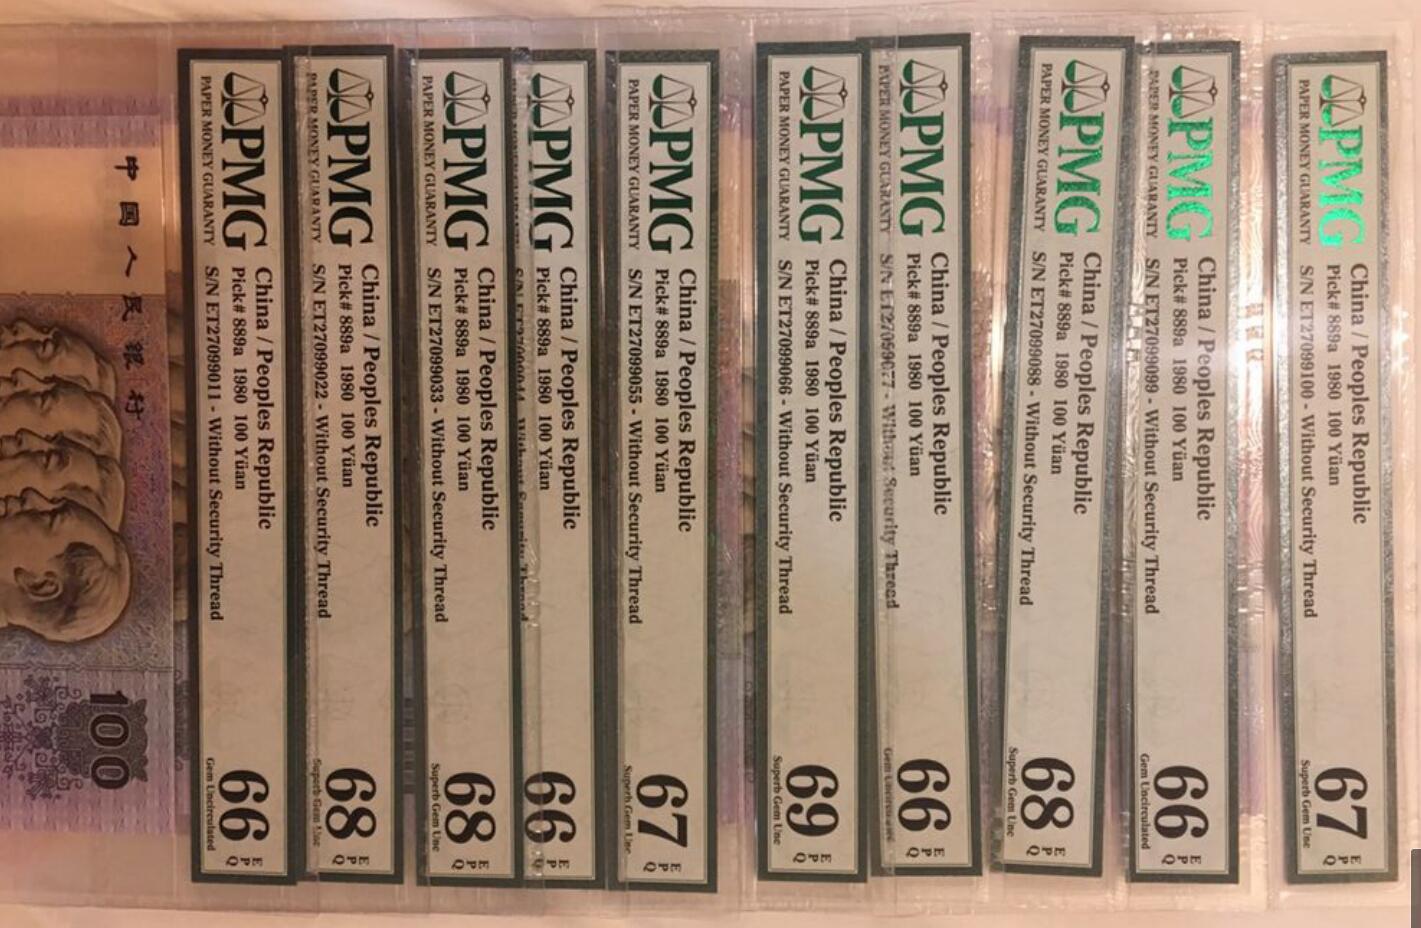 中国人民银行
100
PMG
PAPER MONEY GUARANTY
China / Peoples Republic
Pick# 889a 1980 100 Yüan
S/N ET27099011 - Without Security Thread
66 EPQ
Gem Uncirculated
PMG
PAPER MONEY GUARANTY
China / Peoples Republic
Pick# 889a 1980 100 Yüan
S/N ET27099022 - Without Security Thread
68 EPQ
Superb Gem Unc
PMG
PAPER MONEY GUARANTY
China / Peoples Republic
Pick# 889a 1980 100 Yüan
S/N ET27099033 - Without Security Thread
68 EPQ
Superb Gem Unc
PMG
China / Peoples Republic
Pick# 889a 1980 100 Yüan
S/N ET27099044 - Without Security Thread
66 EPQ
PMG
PAPER MONEY GUARANTY
China / Peoples Republic
Pick# 889a 1980 100 Yüan
S/N ET27099055 - Without Security Thread
67 EPQ
Superb Gem Unc
PMG
PAPER MONEY GUARANTY
China / Peoples Republic
Pick# 889a 1980 100 Yüan
S/N ET27099066 - Without Security Thread
69 EPQ
Superb Gem Unc
PMG
PAPER MONEY GUARANTY
China / Peoples Republic
Pick# 889a 1980 100 Yüan
S/N ET27099077 - Without Security Thread
66 EPQ
Gem Uncirculated
PMG
PAPER MONEY GUARANTY
China / Peoples Republic
Pick# 889a 1980 100 Yüan
S/N ET27099088 - Without Security Thread
68 EPQ
Superb Gem Unc
PMG
PAPER MONEY GUARANTY
China / Peoples Republic
Pick# 889a 1980 100 Yüan
S/N ET27099099 - Without Security Thread
66 EPQ
Gem Uncirculated
PMG
PAPER MONEY GUARANTY
China / Peoples Republic
Pick# 889a 1980 100 Yüan
S/N ET27099100 - Without Security Thread
67 EPQ
Superb Gem Unc